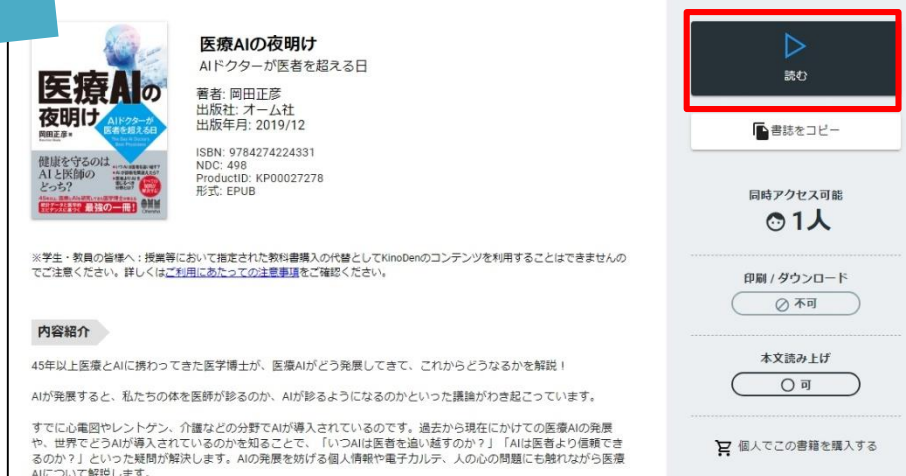 医療AIの夜明け
AIドクターが医者を超える日
著者: 岡田正彦
出版社: オーム社
出版年月: 2019/12
ISBN: 9784274224331
NDC: 498
ProductID: KP00027278
形式: EPUB
医療AIの
夜明け
AIドクターが
医者を超える日
岡田正彦
健康を守るのは
AIと医師の
どっち?
最強の一冊!
※学生・教員の皆様へ：授業等において指定された教科書購入の代替としてKinoDenのコンテンツを利用することはできませんの
でご注意ください。詳しくはご利用にあたっての注意事項をご確認ください。
内容紹介
45年以上医療とAIに携わってきた医学博士が、医療AIがどう発展してきて、これからどうなるかを解説！
AIが発展すると、私たちの体を医師が診るのか、AIが診るようになるのかといった議論がわき起こっています。
すでに心電図やレントゲン、介護などの分野でAIが導入されているのです。過去から現在にかけての医療AIの発展
や、世界でどうAIが導入されているのかを知ることで、「いつAIは医者を追い越すのか？」「AIは医者より信頼でき
るのか？」といった疑問が解決します。AIの発展を妨げる個人情報や電子カルテ、人の心の問題にも触れながら医療
AIについて解説します。
読む
書誌をコピー
同時アクセス可能
1人
印刷 / ダウンロード
不可
本文読み上げ
可
個人でこの書籍を購入する